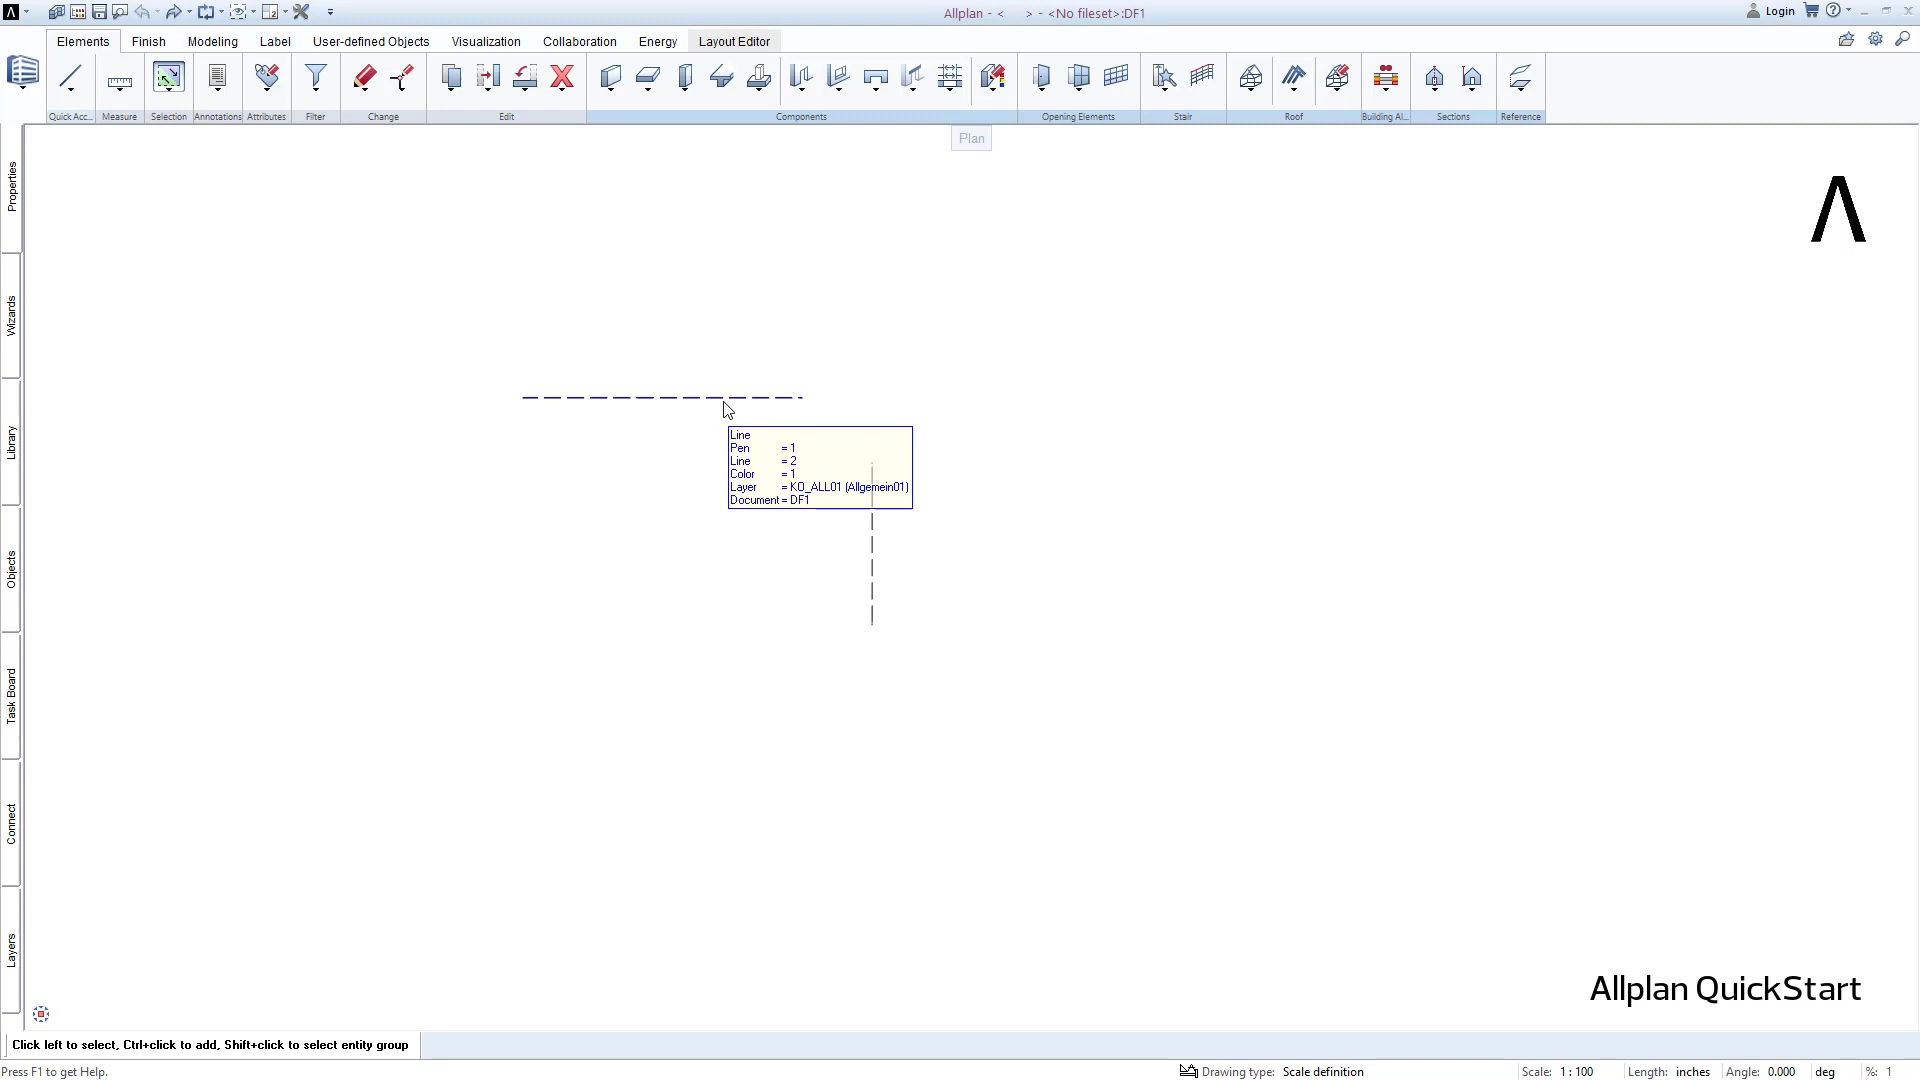 Allplan - <      > - <No fileset>:DF1
Login
Elements
Finish
Modeling
Label
User-defined Objects
Visualization
Collaboration
Energy
Layout Editor
Quick Acc...
Measure
Selection
Annotations
Attributes
Filter
Change
Edit
Components
Opening Elements
Stair
Roof
Building Al...
Sections
Reference
Plan
Properties
Wizards
Library
Objects
Task Board
Connect
Layers
Line
Pen = 1
Line = 2
Color = 1
Layer = KO_ALL01 (Allgemein01)
Document = DF1
Allplan QuickStart
Click left to select, Ctrl+click to add, Shift+click to select entity group
Press F1 to get Help.
Drawing type: Scale definition
Scale: 1 : 100
Length: inches
Angle: 0.000
deg
%: 1